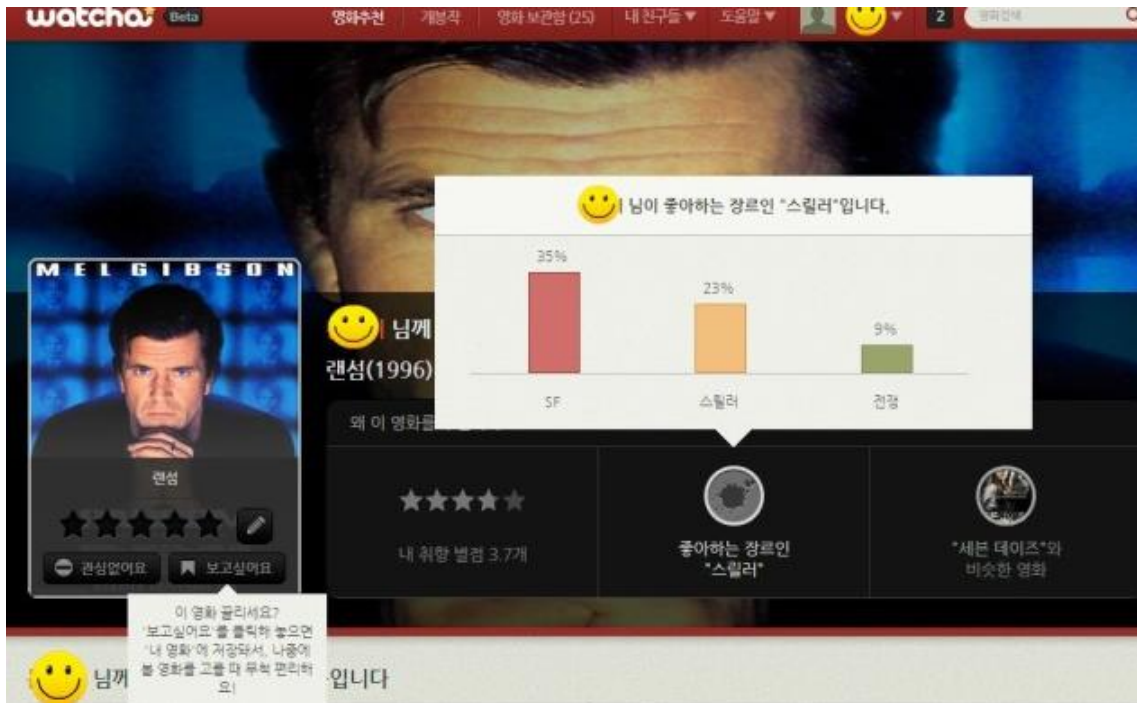 watcha Beta
영화추천 개봉작 영화 보관함 (25) 내 친구들 ▼ 도움말 ▼ 2 영화검색
님이 좋아하는 장르인 "스릴러"입니다.
35%
23%
9%
SF 스릴러 전쟁
MEL GIBSON
님께
랜섬(1996)
왜 이 영화를
랜섬
내 취향 별점 3.7개
좋아하는 장르인
"스릴러"
"세븐 데이즈"와
비슷한 영화
관심없어요 보고싶어요
이 영화 끌리세요?
'보고싶어요'를 클릭해 놓으면
'내 영화'에 저장돼서, 나중에
볼 영화를 고를 때 무척 편리해
요!
님께 입니다